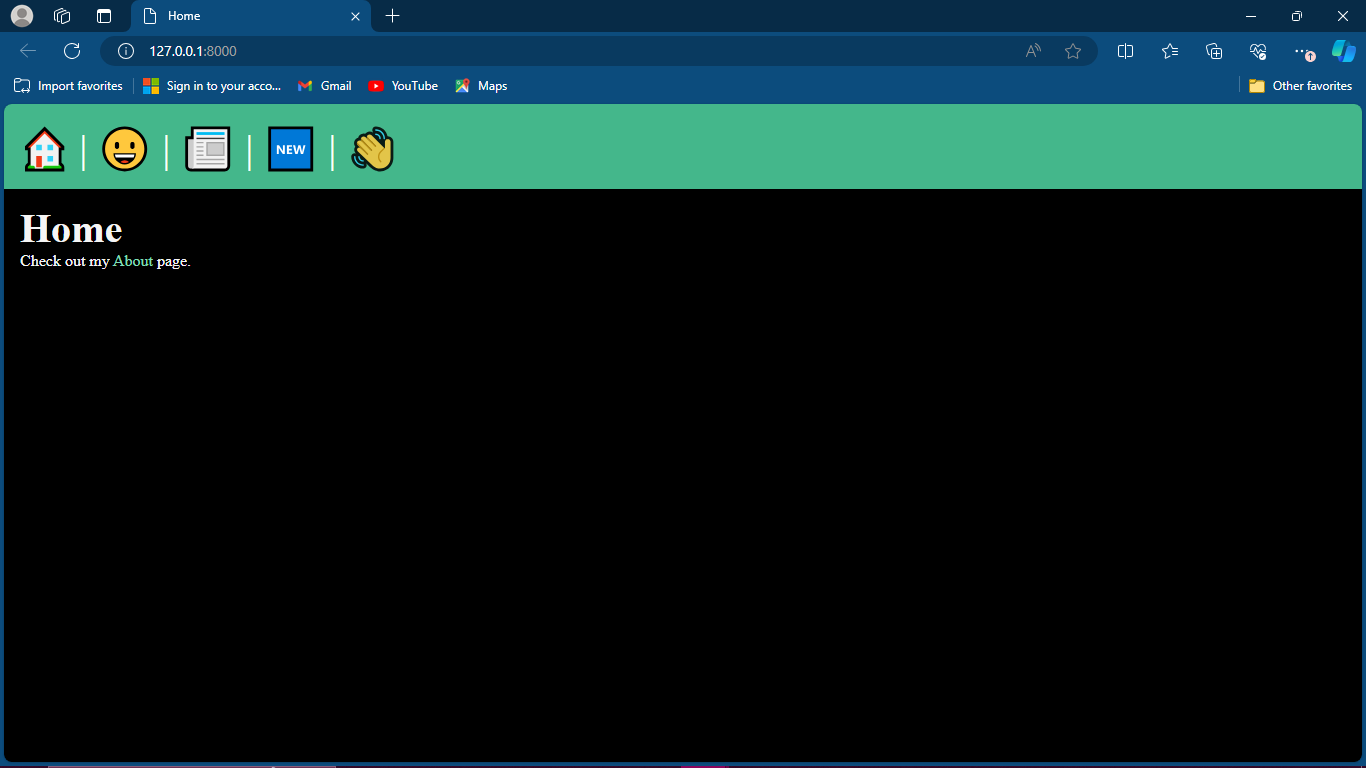 Home
127.0.0.1:8000
Import favorites
Sign in to your acco...
Gmail
YouTube
Maps
Other favorites
| | NEW |
Home
Check out my About page.